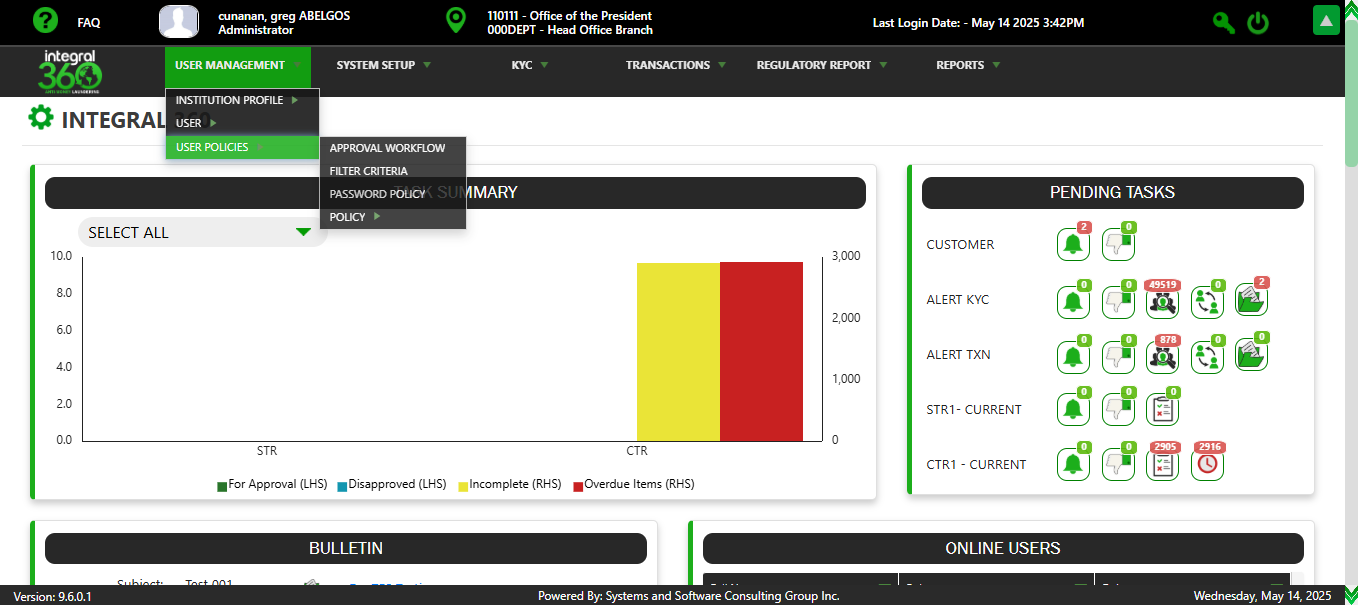 FAQ
cunanan, greg ABELGOS
Administrator
110111 - Office of the President
000DEPT - Head Office Branch
Last Login Date: - May 14 2025 3:42PM
integral
360
USER MANAGEMENT
SYSTEM SETUP
KYC
TRANSACTIONS
REGULATORY REPORT
REPORTS
INSTITUTION PROFILE
USER
USER POLICIES
APPROVAL WORKFLOW
FILTER CRITERIA
PASSWORD POLICY
POLICY
INTEGRAL 360
TASK SUMMARY
SELECT ALL
10.0
8.0
6.0
4.0
2.0
0.0
3,000
2,000
1,000
0
STR
CTR
For Approval (LHS)
Disapproved (LHS)
Incomplete (RHS)
Overdue Items (RHS)
PENDING TASKS
CUSTOMER
2
0
ALERT KYC
0
0
49519
0
2
ALERT TXN
0
0
878
0
0
STR1- CURRENT
0
0
0
CTR1 - CURRENT
0
0
2905
2916
BULLETIN
Subject:
Test 001
ONLINE USERS
Version: 9.6.0.1
Powered By: Systems and Software Consulting Group Inc.
Wednesday, May 14, 2025